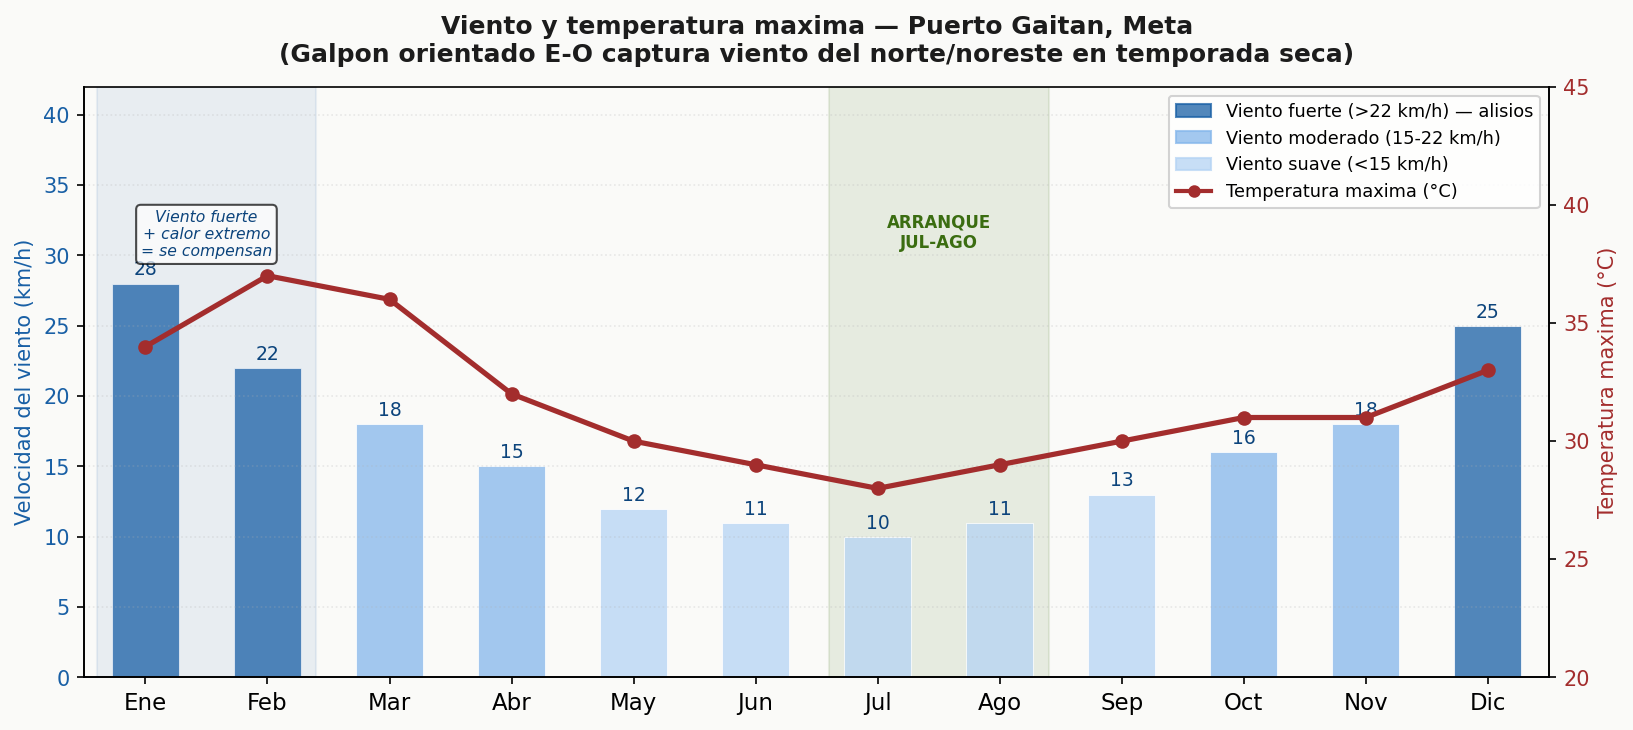 Viento y temperatura maxima — Puerto Gaitan, Meta
(Galpon orientado E-O captura viento del norte/noreste en temporada seca)
Viento fuerte (>22 km/h) — alisios
Viento moderado (15-22 km/h)
Viento suave (<15 km/h)
Temperatura maxima (°C)
Viento fuerte
+ calor extremo
= se compensan
ARRANQUE
JUL-AGO
Velocidad del viento (km/h)
40
35
30
25
20
15
10
5
0
28
22
18
15
12
11
10
11
13
16
18
25
Temperatura maxima (°C)
45
40
35
30
25
20
Ene Feb Mar Abr May Jun Jul Ago Sep Oct Nov Dic